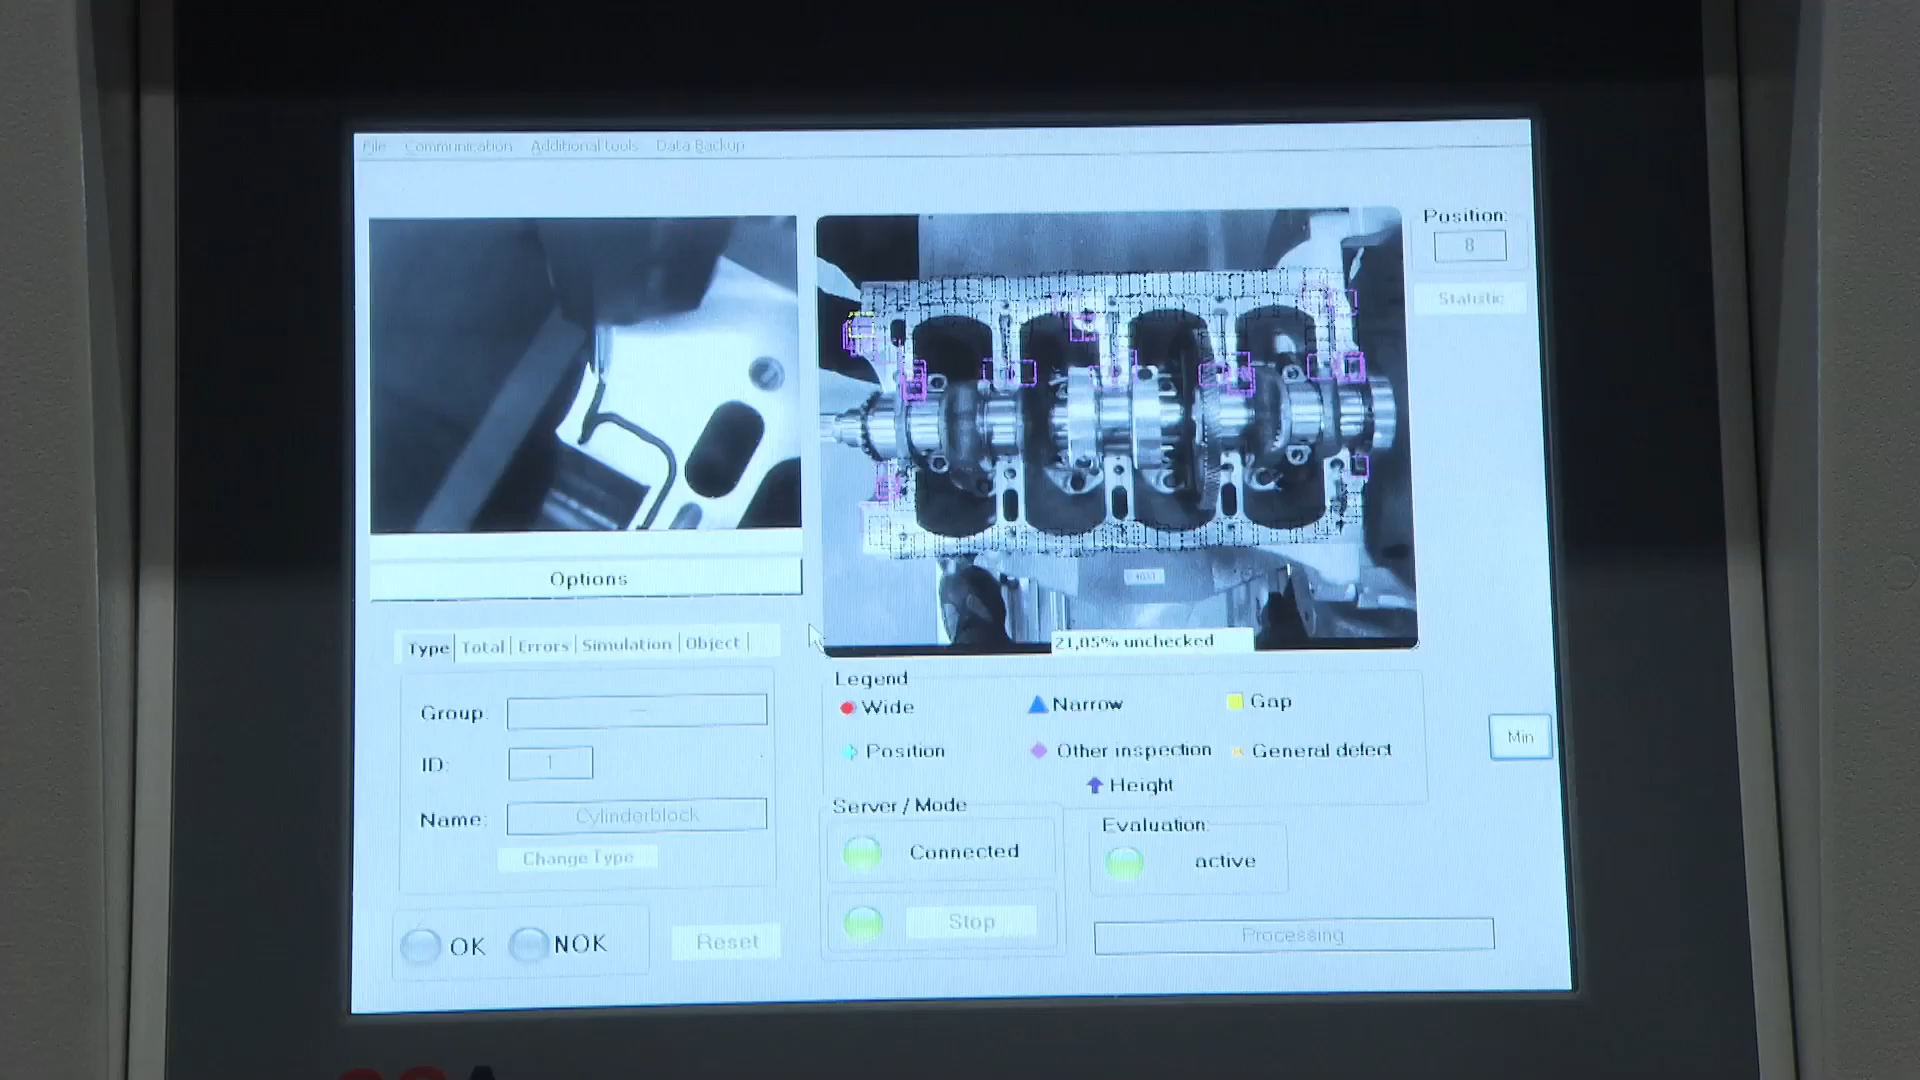 File Communication Additional tools Data Backup
Position:
8
Statistic
Options
21,05% unchecked
Type Total Errors Simulation Object
Group:
ID: 1
Name: Cylinderblock
Change Type
OK NOK Reset
Legend
Wide Narrow Gap
Position Other inspection General defect
Height
Min
Server / Mode
Connected
Stop
Evaluation:
active
Processing